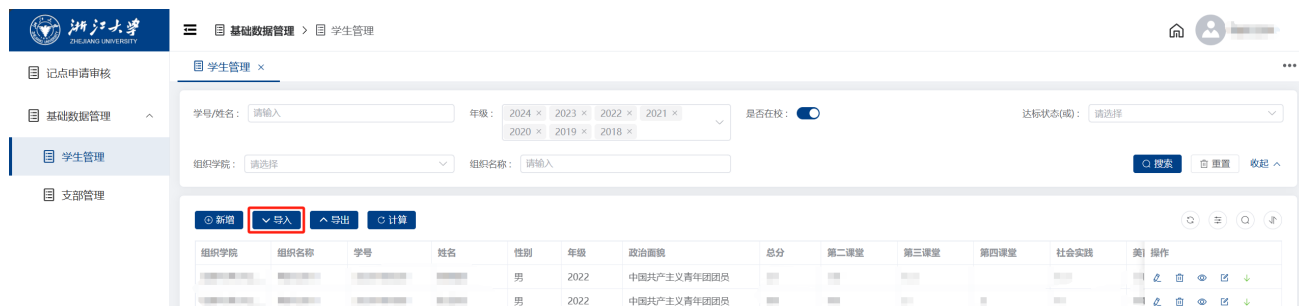 浙江大学
ZHEJIANG UNIVERSITY
基础数据管理 > 学生管理
记点申请审核
基础数据管理
学生管理
支部管理
学生管理 ×
学号/姓名： 请输入 年级： 2024 × 2023 × 2022 × 2021 × 是否在校： 达标状态(或)： 请选择
2020 × 2019 × 2018 ×
组织学院： 请选择 组织名称： 请输入 搜索 重置 收起
新增 导入 导出 计算
组织学院 组织名称 学号 姓名 性别 年级 政治面貌 总分 第二课堂 第三课堂 第四课堂 社会实践 操作
男 2022 中国共产主义青年团团员
男 2022 中国共产主义青年团团员